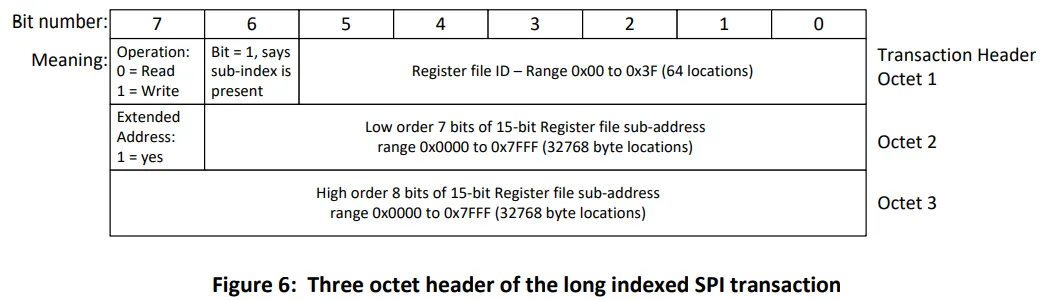 Bit number: 7 6 5 4 3 2 1 0
Meaning:
Operation:
0 = Read
1 = Write
Bit = 1, says
sub-index is
present
Register file ID – Range 0x00 to 0x3F (64 locations)
Transaction Header
Octet 1
Extended
Address:
1 = yes
Low order 7 bits of 15-bit Register file sub-address
range 0x0000 to 0x7FFF (32768 byte locations)
Octet 2
High order 8 bits of 15-bit Register file sub-address
range 0x0000 to 0x7FFF (32768 byte locations)
Octet 3
Figure 6:  Three octet header of the long indexed SPI transaction